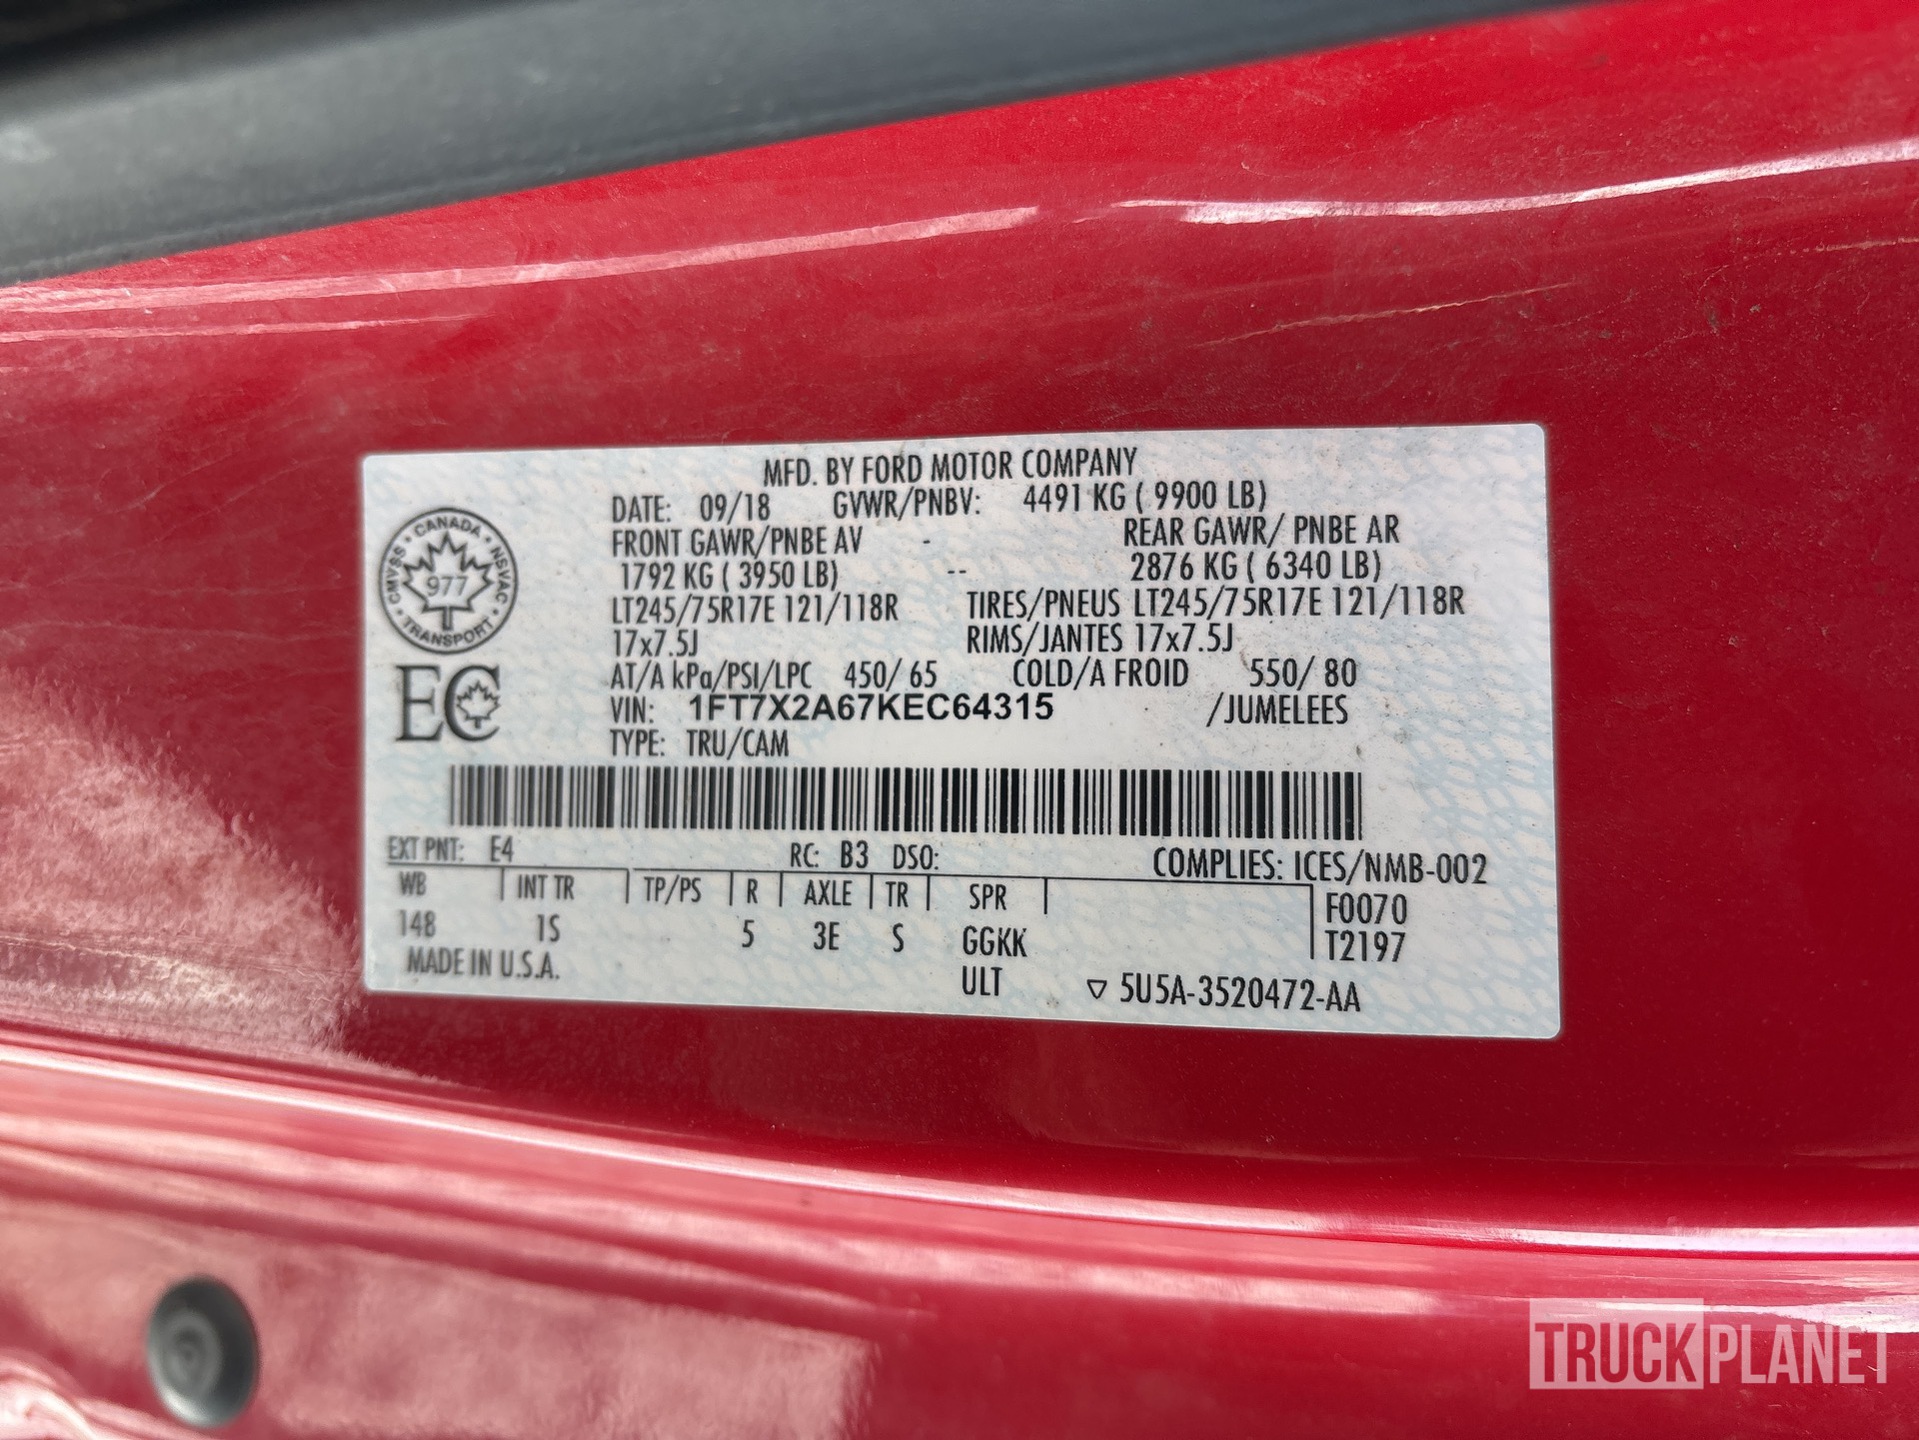 MFD. BY FORD MOTOR COMPANY
DATE: 09/18 GVWR/PNBV: 4491 KG ( 9900 LB)
FRONT GAWR/PNBE AV - REAR GAWR/ PNBE AR
1792 KG ( 3950 LB) -- 2876 KG ( 6340 LB)
LT245/75R17E 121/118R TIRES/PNEUS LT245/75R17E 121/118R
17x7.5J RIMS/JANTES 17x7.5J
AT/A kPa/PSI/LPC 450/ 65 COLD/A FROID 550/ 80
VIN: 1FT7X2A67KEC64315 /JUMELEES
TYPE: TRU/CAM
CANADA
CMVSS
NSVAC
977
TRANSPORT
EC
EXT PNT: E4 RC: B3 DSO: COMPLIES: ICES/NMB-002
WB | INT TR | TP/PS | R | AXLE | TR | SPR | F0070
148 1S 5 3E S GGKK T2197
MADE IN U.S.A. ULT ▽ 5U5A-3520472-AA
TRUCKPLANET